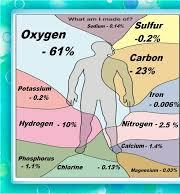 What am I made of?
Sodium - 0.14%
Oxygen
- 61%
Sulfur
-0.2%
Carbon
- 23%
Potassium
- 0.2%
Iron
- 0.006%
Hydrogen - 10%
Nitrogen - 2.5%
Phosphorus -
1.1%
Chlorine - 0.13%
Calcium - 1.4%
Magnesium - 0.03%